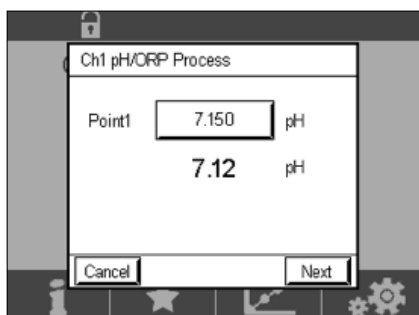 Ch1 pH/ORP Process
Point1 7.150 pH
7.12 pH
Cancel Next